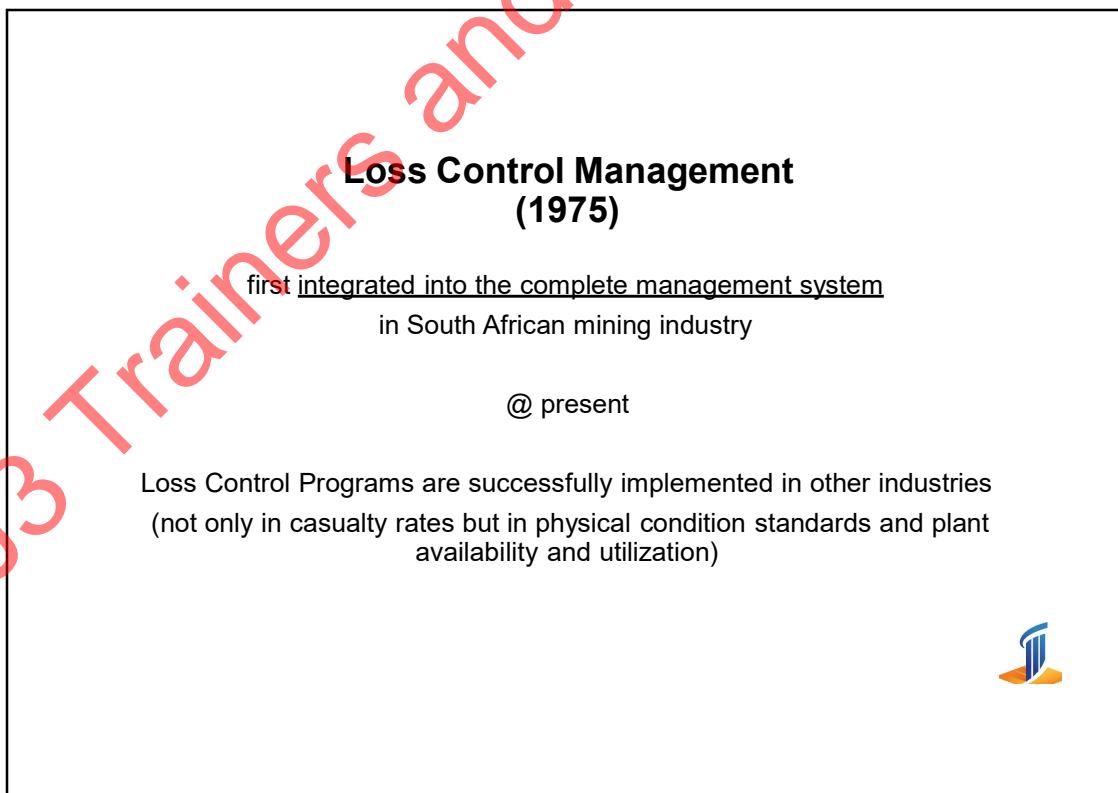 Loss Control Management
(1975)
first integrated into the complete management system
in South African mining industry
@ present
Loss Control Programs are successfully implemented in other industries
(not only in casualty rates but in physical condition standards and plant
availability and utilization)
3 Trainers and